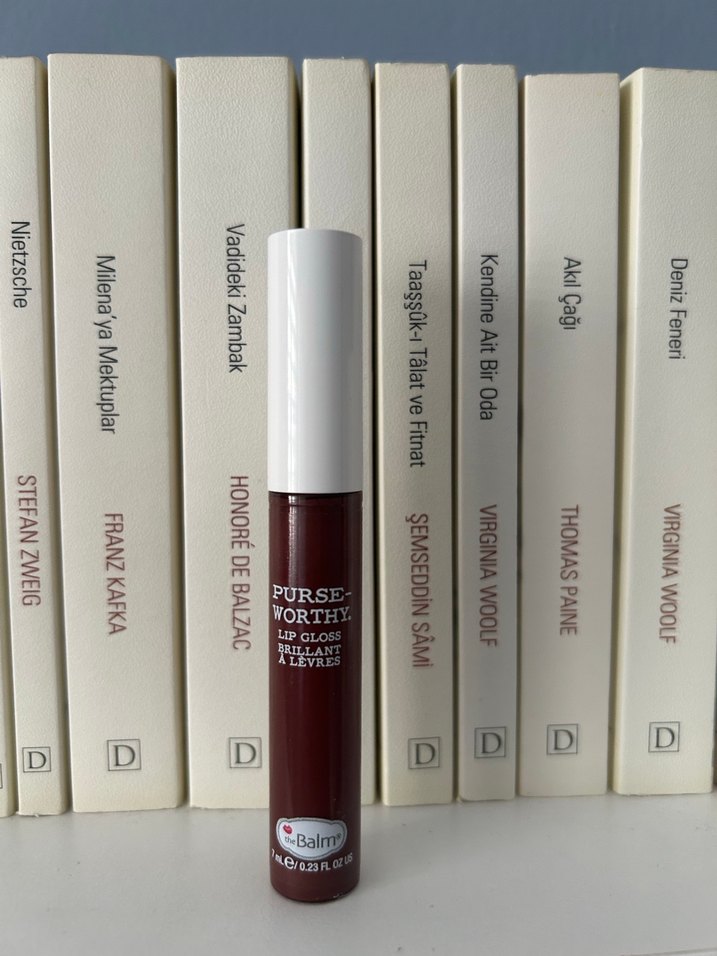 Nietzsche
STEFAN ZWEIG
D
Milena'ya Mektuplar
FRANZ KAFKA
D
Vadideki Zambak
HONORÉ DE BALZAC
D
Taaşşûk-ı Tâlat ve Fitnat
ŞEMSEDDİN SÂMİ
D
Kendine Ait Bir Oda
VIRGINIA WOOLF
D
Akıl Çağı
THOMAS PAINE
D
Deniz Feneri
VIRGINIA WOOLF
D
PURSE-
WORTHY.
LIP GLOSS
BRILLANT
À LÈVRES
theBalm®
7 mL e / 0.23 FL OZ US